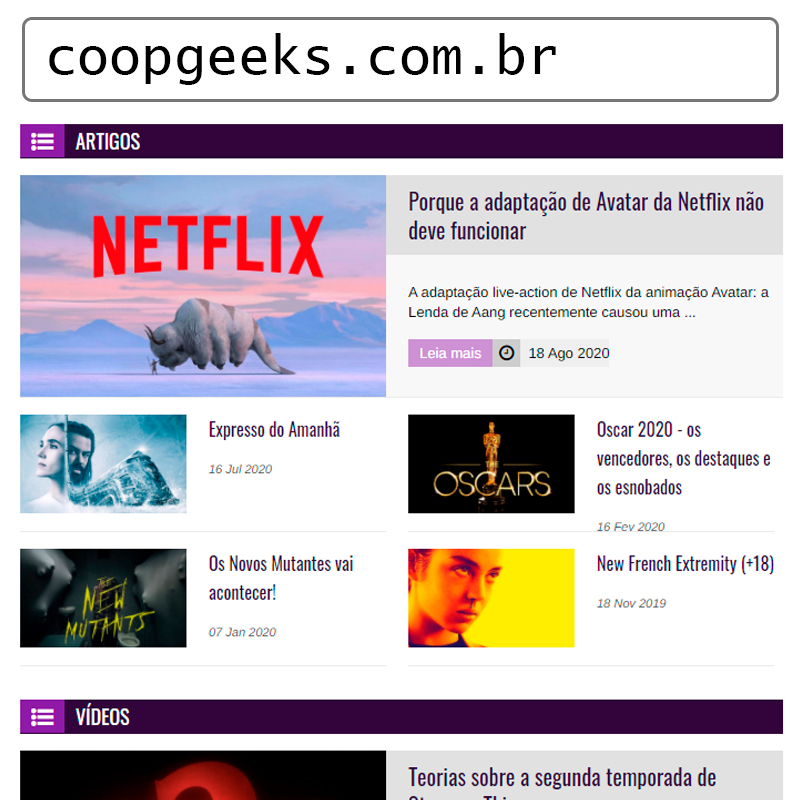 coopgeeks.com.br
ARTIGOS
NETFLIX
Porque a adaptação de Avatar da Netflix não
deve funcionar
A adaptação live-action de Netflix da animação Avatar: a
Lenda de Aang recentemente causou uma ...
Leia mais
18 Ago 2020
Expresso do Amanhã
16 Jul 2020
THE
OSCARS
Oscar 2020 - os
vencedores, os destaques e
os esnobados
16 Fev 2020
THE
NEW
MUTANTS
Os Novos Mutantes vai
acontecer!
07 Jan 2020
New French Extremity (+18)
18 Nov 2019
VÍDEOS
Teorias sobre a segunda temporada de